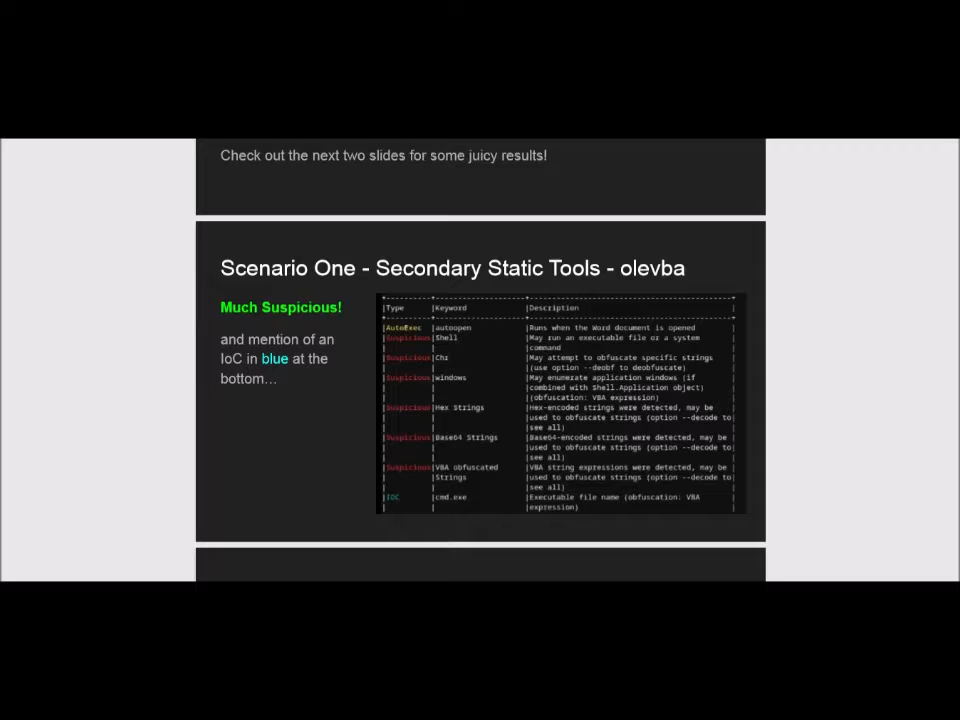 Check out the next two slides for some juicy results!
Scenario One - Secondary Static Tools - olevba
Much Suspicious!
and mention of an
IoC in blue at the
bottom…
+----------+--------------------+---------------------------------------------+
|Type |Keyword |Description |
+----------+--------------------+---------------------------------------------+
|AutoExec |autoopen |Runs when the Word document is opened |
|Suspicious|Shell |May run an executable file or a system |
| | |command |
|Suspicious|Chr |May attempt to obfuscate specific strings |
| | |(use option --deobf to deobfuscate) |
|Suspicious|windows |May enumerate application windows (if |
| | |combined with Shell.Application object) |
| | |(obfuscation: VBA expression) |
|Suspicious|Hex Strings |Hex-encoded strings were detected, may be |
| | |used to obfuscate strings (option --decode to|
| | |see all) |
|Suspicious|Base64 Strings |Base64-encoded strings were detected, may be |
| | |used to obfuscate strings (option --decode to|
| | |see all) |
|Suspicious|VBA obfuscated |VBA string expressions were detected, may be |
| |Strings |used to obfuscate strings (option --decode to|
| | |see all) |
|IOC |cmd.exe |Executable file name (obfuscation: VBA |
| | |expression) |